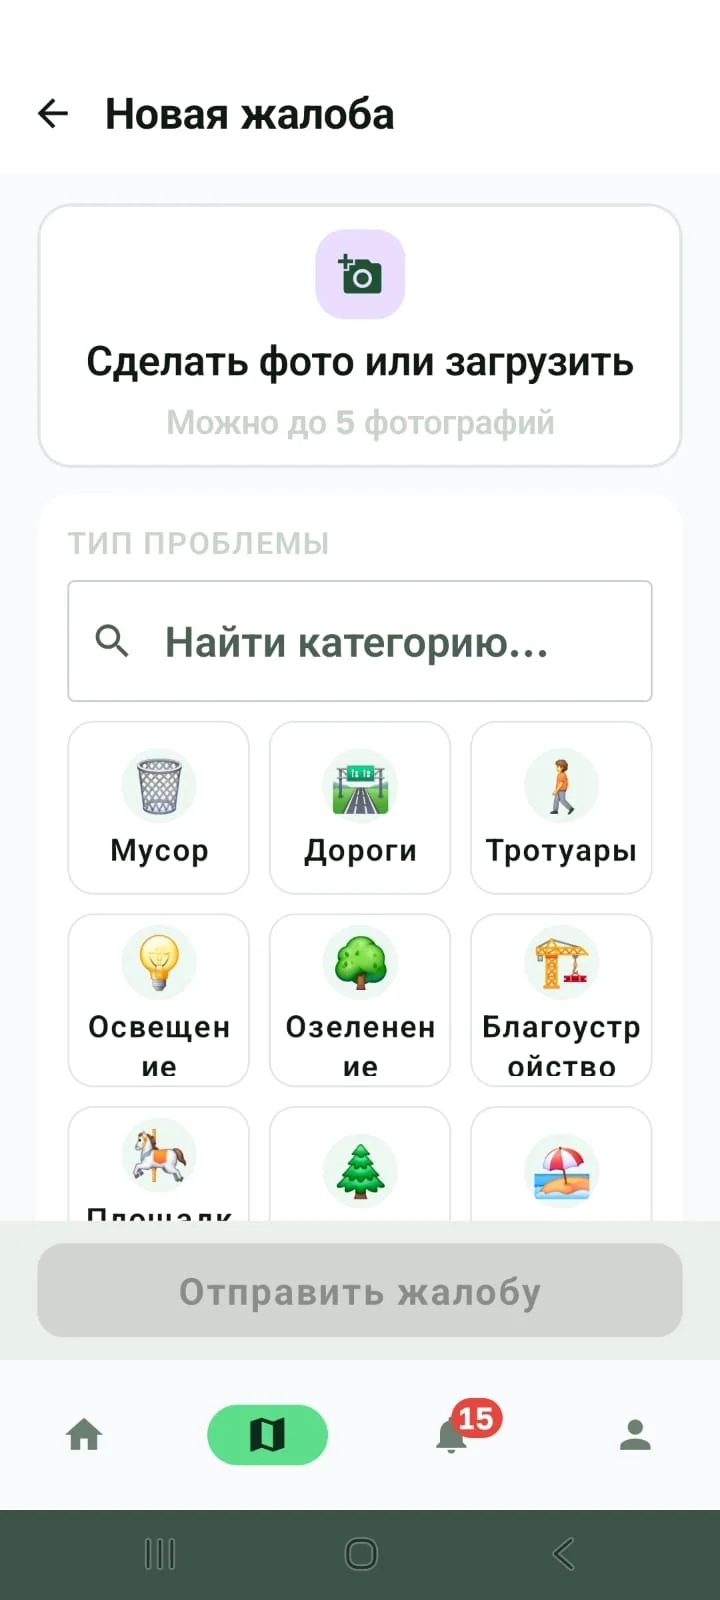 Новая жалоба
Сделать фото или загрузить
Можно до 5 фотографий
ТИП ПРОБЛЕМЫ
Найти категорию...
Мусор
Дороги
Тротуары
Освещен
ие
Озеленен
ие
Благоустр
ойство
Площадк
Отправить жалобу
15